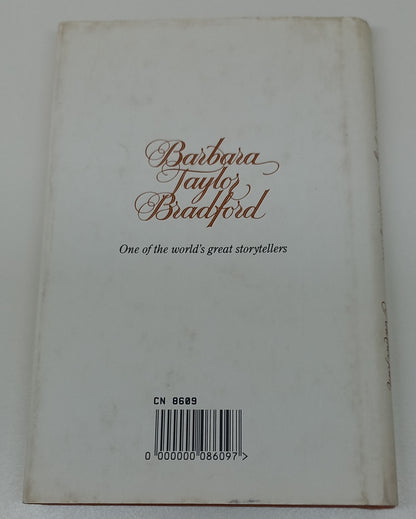 Barbara
Taylor
Bradford
One of the world's great storytellers
CN 8609
0 000000 086097>